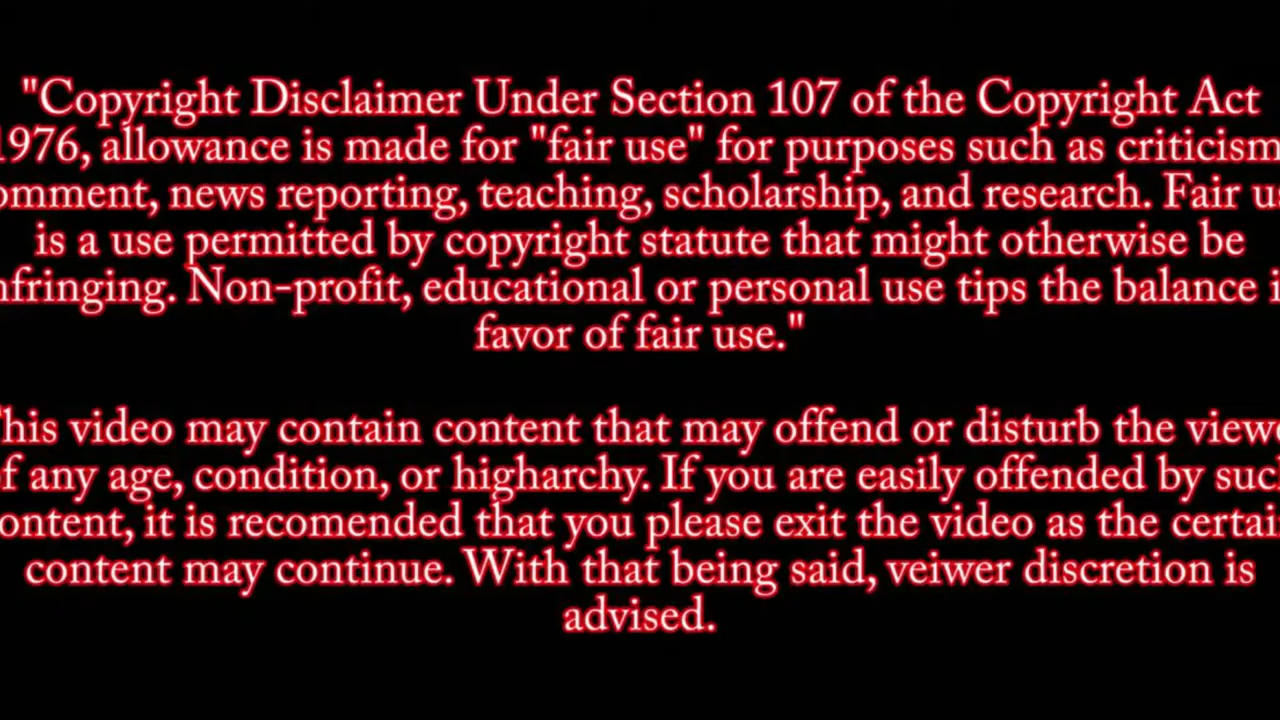 "Copyright Disclaimer Under Section 107 of the Copyright Act
1976, allowance is made for "fair use" for purposes such as criticism
omment, news reporting, teaching, scholarship, and research. Fair u
is a use permitted by copyright statute that might otherwise be
nfringing. Non-profit, educational or personal use tips the balance i
favor of fair use."
This video may contain content that may offend or disturb the viewe
of any age, condition, or higharchy. If you are easily offended by such
ontent, it is recomended that you please exit the video as the certai
content may continue. With that being said, veiwer discretion is
advised.